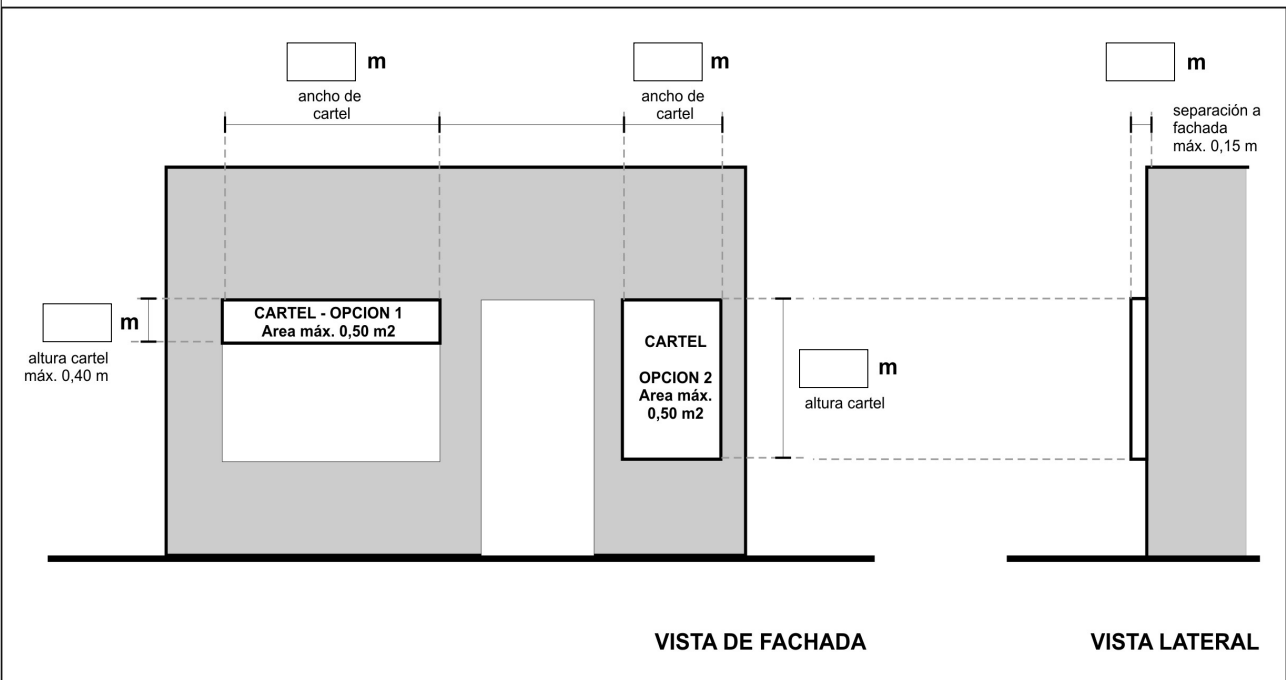 m
ancho de
cartel
m
ancho de
cartel
m
separación a
fachada
máx. 0,15 m
m
altura cartel
máx. 0,40 m
CARTEL - OPCION 1
Area máx. 0,50 m2
CARTEL
OPCION 2
Area máx.
0,50 m2
m
altura cartel
VISTA DE FACHADA
VISTA LATERAL